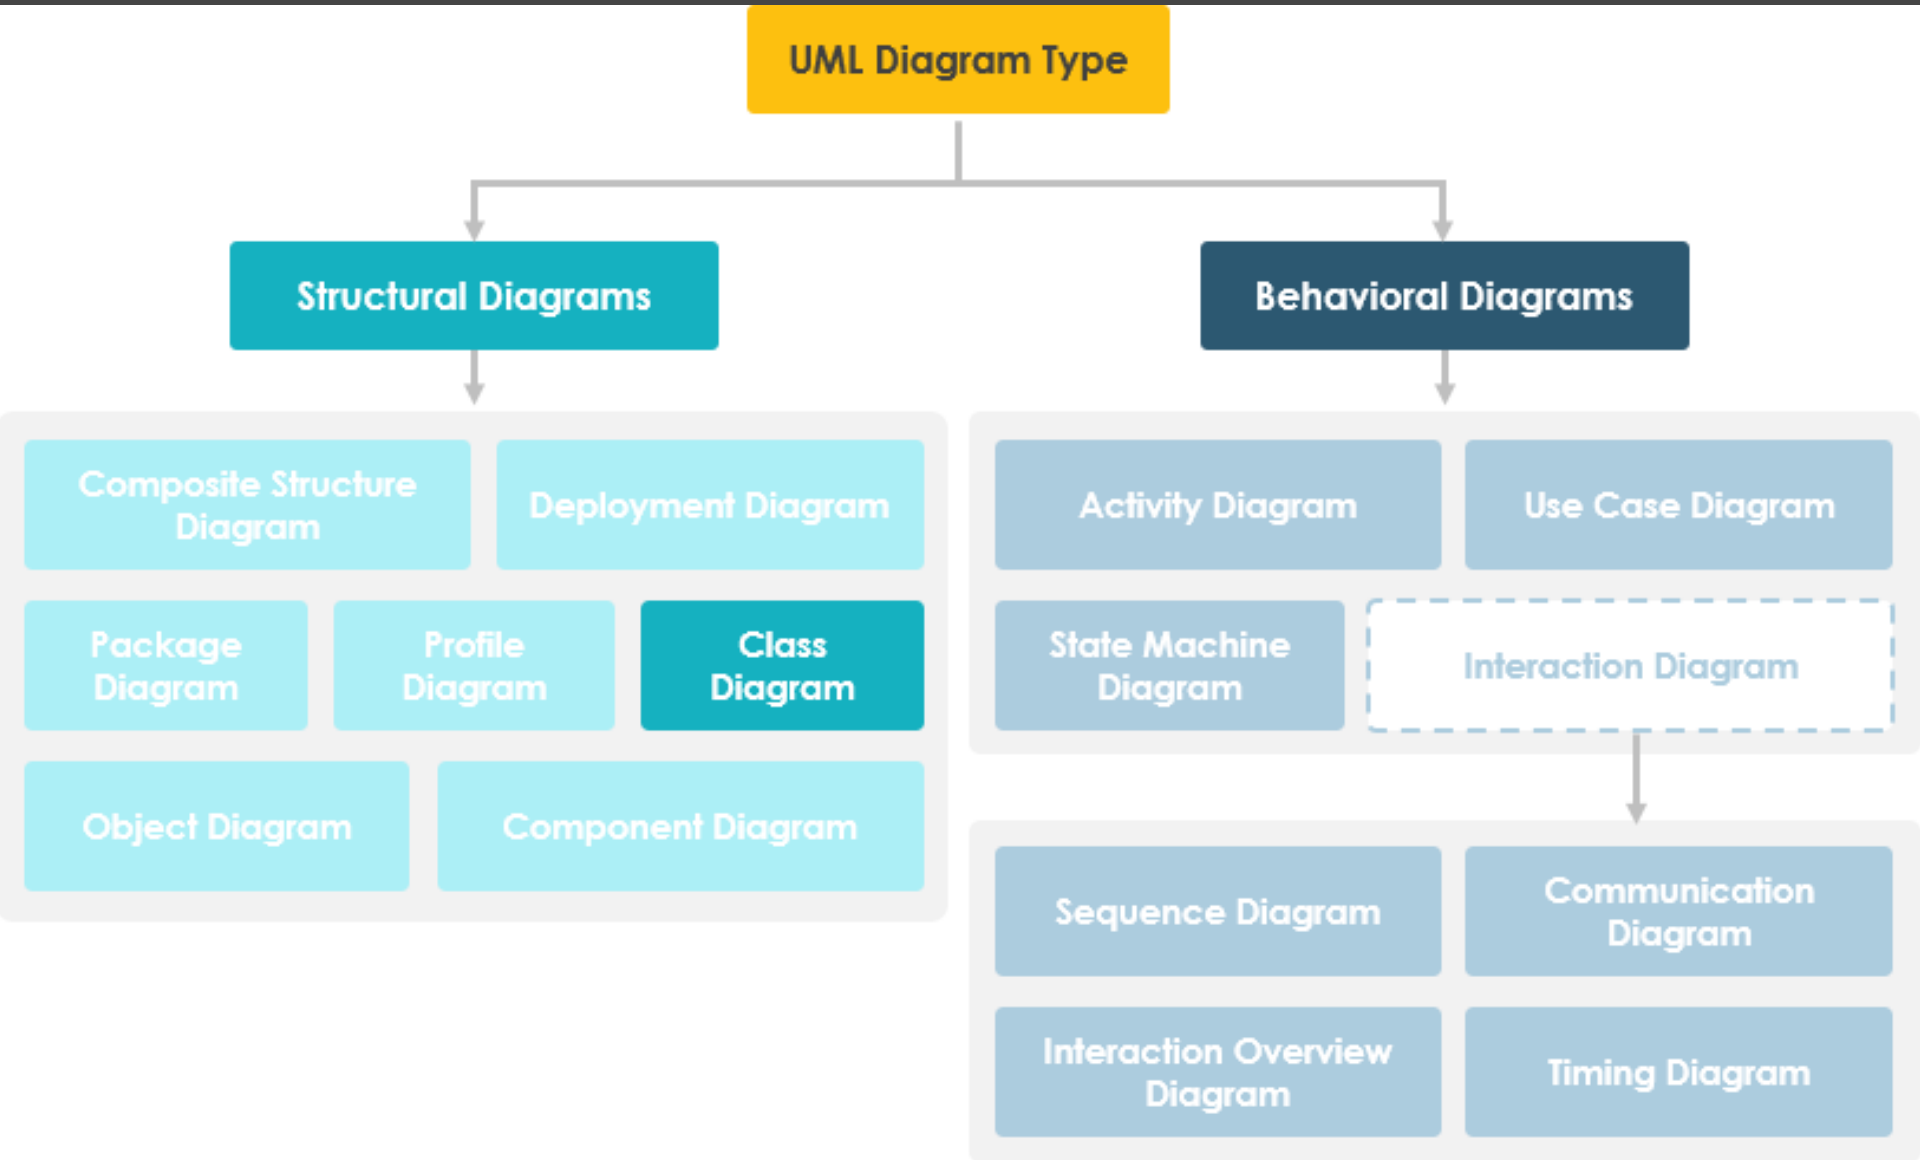 UML Diagram Type
Structural Diagrams
Behavioral Diagrams
Composite Structure
Diagram
Deployment Diagram
Package
Diagram
Profile
Diagram
Class
Diagram
Object Diagram
Component Diagram
Activity Diagram
Use Case Diagram
State Machine
Diagram
Interaction Diagram
Sequence Diagram
Communication
Diagram
Interaction Overview
Diagram
Timing Diagram